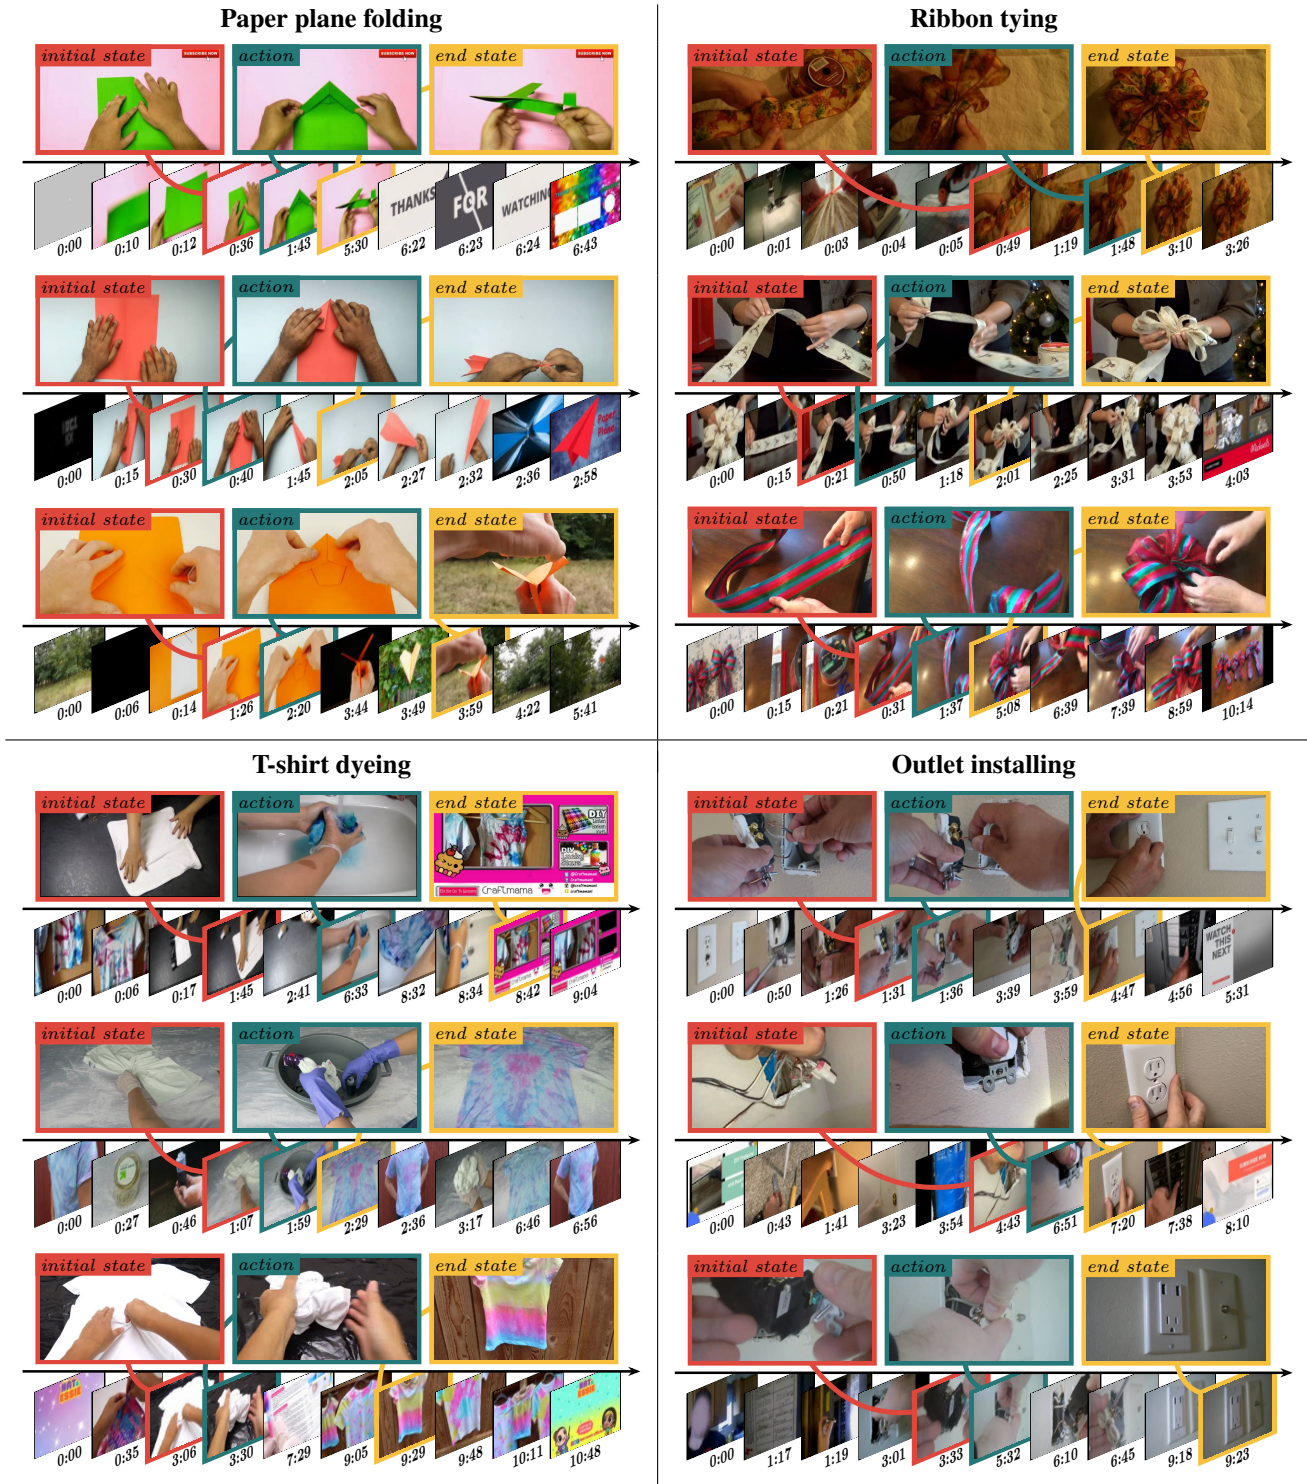 Paper plane folding
initial state
SUBSCRIBE NOW
action
SUBSCRIBE NOW
end state
SUBSCRIBE NOW
THANKS
FOR
WATCHING
0:00 0:10 0:12 0:36 1:43 5:30 6:22 6:23 6:24 6:43
initial state
action
end state
Paper
Plane
0:00 0:15 0:30 0:40 1:45 2:05 2:27 2:32 2:36 2:58
initial state
action
end state
0:00 0:06 0:14 1:26 2:20 3:44 3:49 3:59 4:22 5:41
Ribbon tying
initial state
action
end state
0:00 0:01 0:03 0:04 0:05 0:49 1:19 1:48 3:10 3:26
initial state
action
end state
Michaels
0:00 0:15 0:21 0:50 1:18 2:01 2:25 3:31 3:53 4:03
initial state
action
end state
0:00 0:15 0:21 0:31 1:37 5:08 6:39 7:39 8:59 10:14
T-shirt dyeing
initial state
action
end state
DIY
DIY
Lucky
Craftmama
0:00 0:06 0:17 1:45 2:41 6:33 8:32 8:34 8:42 9:04
initial state
action
end state
0:00 0:27 0:46 1:07 1:59 2:29 2:36 3:17 6:46 6:56
initial state
action
end state
0:00 0:35 3:06 3:30 7:29 9:05 9:29 9:48 10:11 10:48
Outlet installing
initial state
action
end state
WATCH
THIS
NEXT
0:00 0:50 1:26 1:31 1:36 3:39 3:59 4:47 4:56 5:31
initial state
action
end state
SUBSCRIBE NOW
0:00 0:43 1:41 3:23 3:54 4:43 6:51 7:20 7:38 8:10
initial state
action
end state
0:00 1:17 1:19 3:01 3:33 5:32 6:10 6:45 9:18 9:23